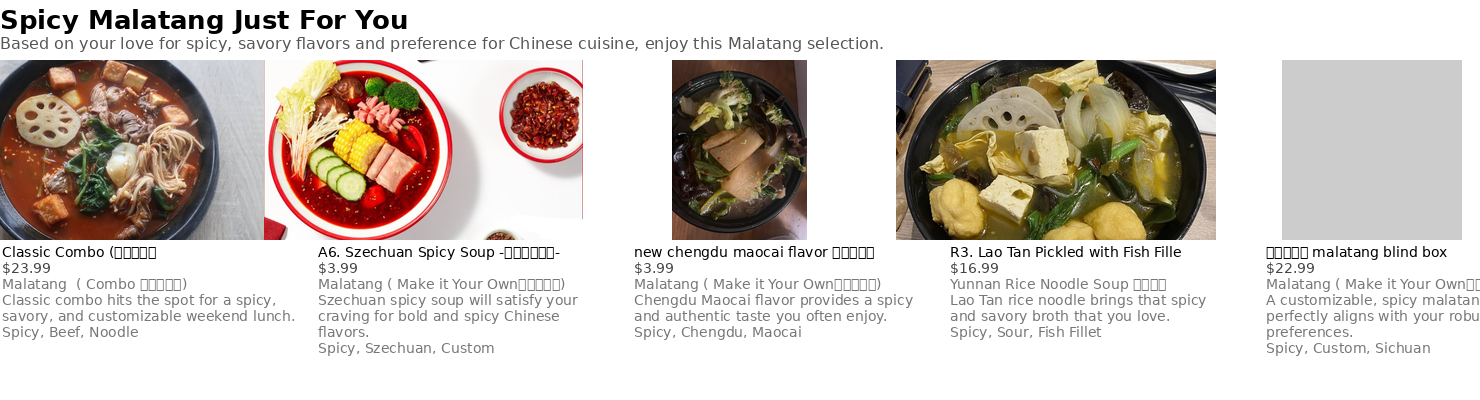 Spicy Malatang Just For You
Based on your love for spicy, savory flavors and preference for Chinese cuisine, enjoy this Malatang selection.
Classic Combo (
$23.99
Malatang ( Combo )
Classic combo hits the spot for a spicy,
savory, and customizable weekend lunch.
Spicy, Beef, Noodle
A6. Szechuan Spicy Soup --
$3.99
Malatang ( Make it Your Own)
Szechuan spicy soup will satisfy your
craving for bold and spicy Chinese
flavors.
Spicy, Szechuan, Custom
new chengdu maocai flavor
$3.99
Malatang ( Make it Your Own)
Chengdu Maocai flavor provides a spicy
and authentic taste you often enjoy.
Spicy, Chengdu, Maocai
R3. Lao Tan Pickled with Fish Fille
$16.99
Yunnan Rice Noodle Soup
Lao Tan rice noodle brings that spicy
and savory broth that you love.
Spicy, Sour, Fish Fillet
malatang blind box
$22.99
Malatang ( Make it Your Own
A customizable, spicy malatan
perfectly aligns with your robu
preferences.
Spicy, Custom, Sichuan